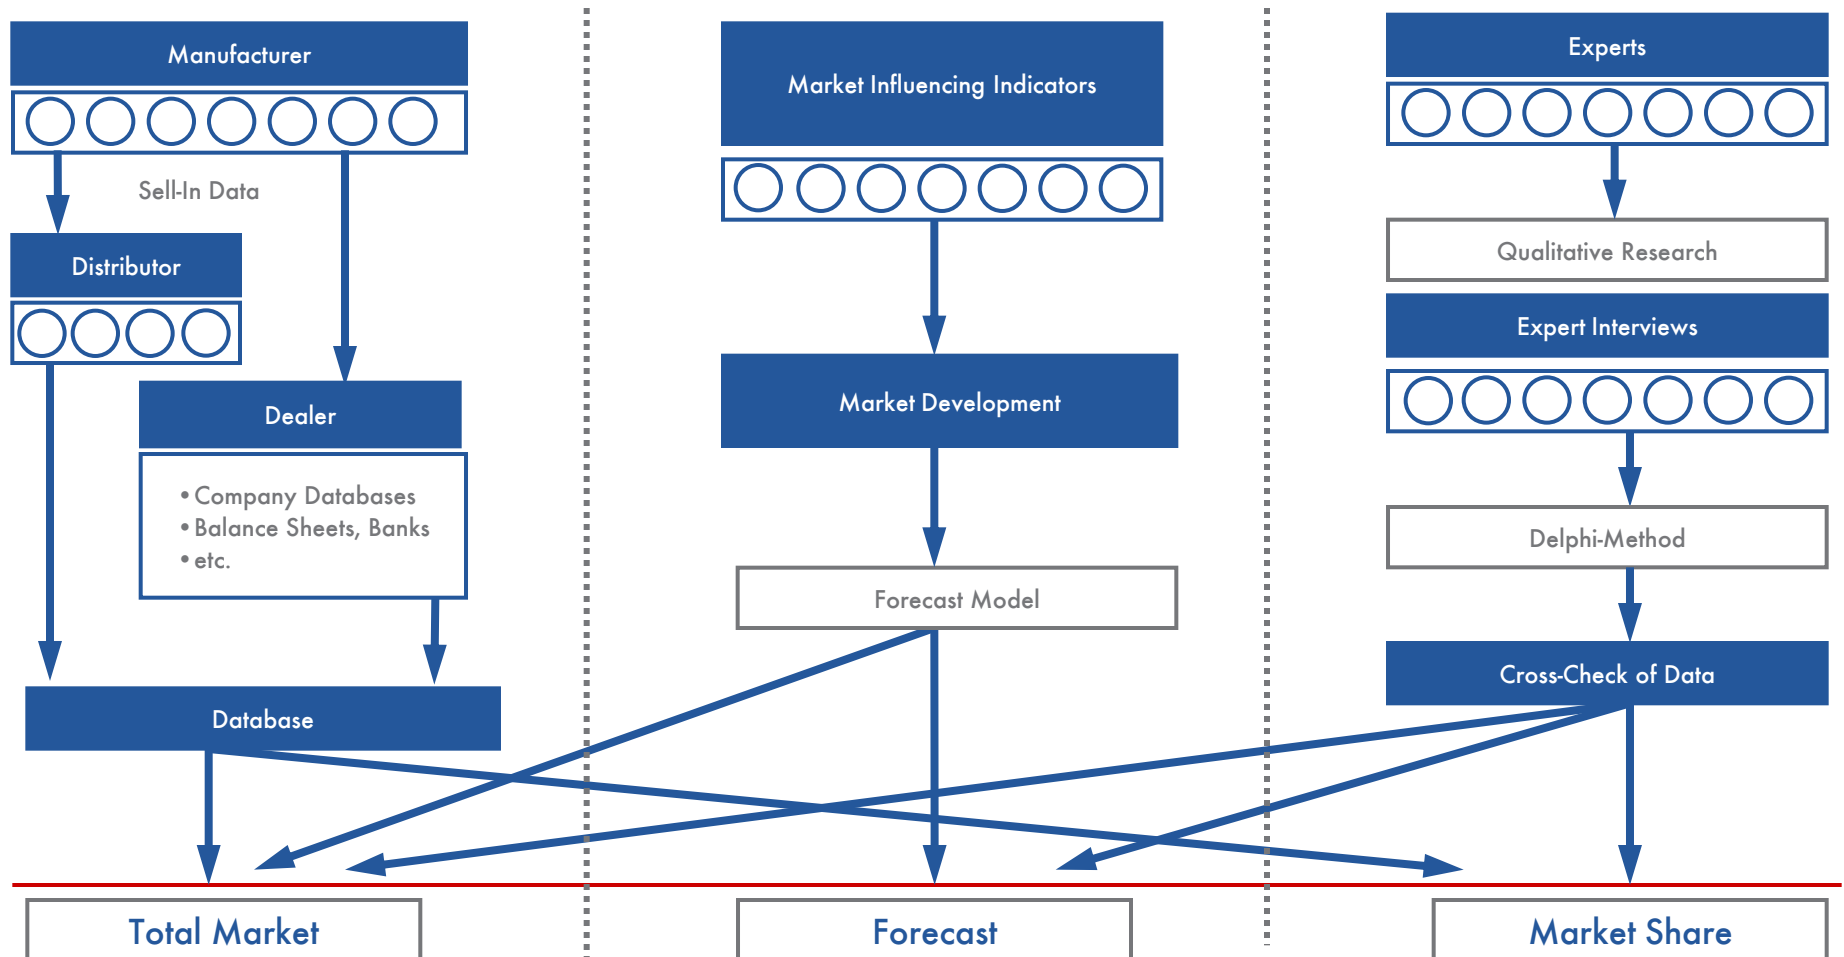 Manufacturer
Sell-In Data
Distributor
Dealer
• Company Databases
• Balance Sheets, Banks
• etc.
Database
Total Market
Market Influencing Indicators
Market Development
Forecast Model
Forecast
Experts
Qualitative Research
Expert Interviews
Delphi-Method
Cross-Check of Data
Market Share